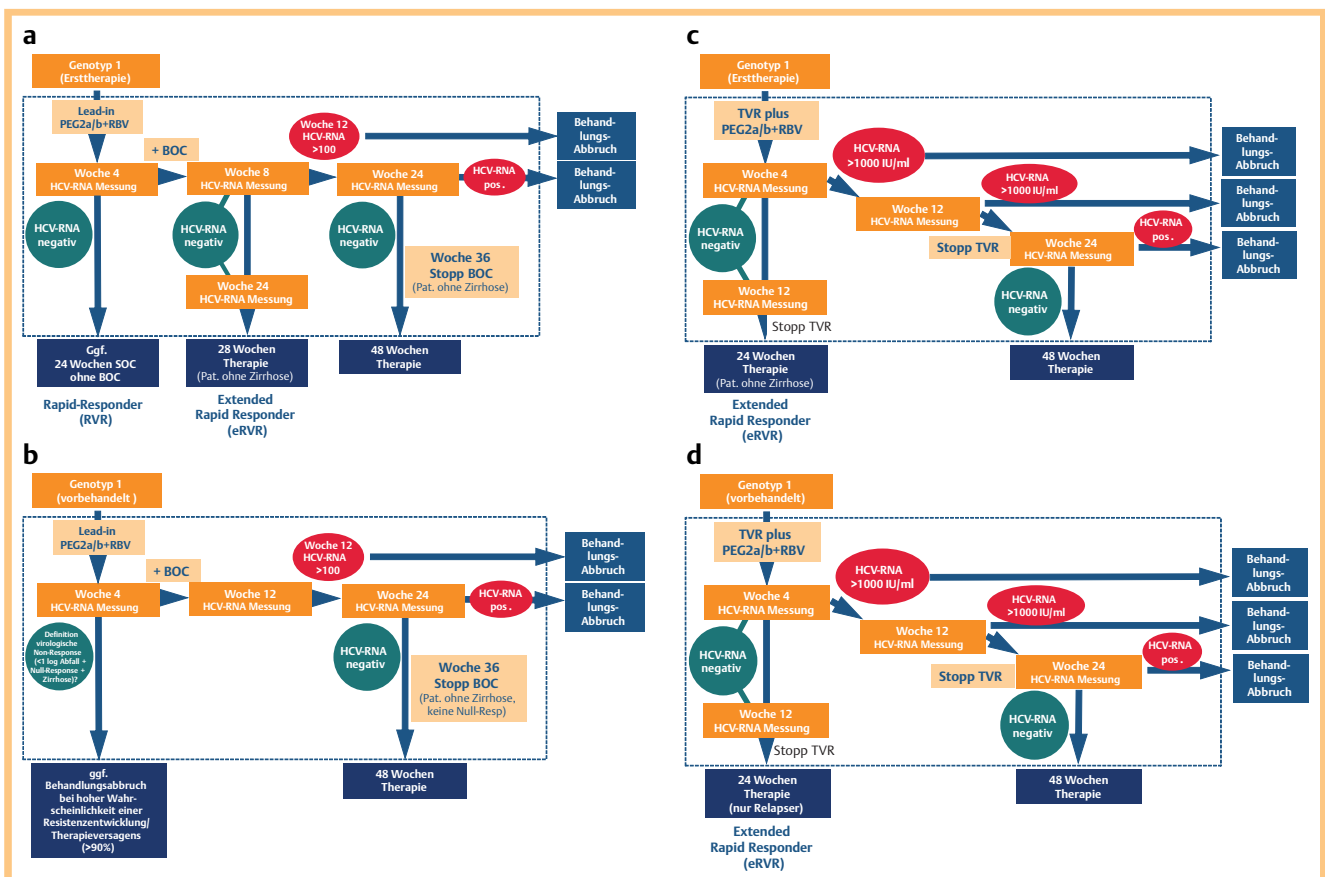 a
Genotyp 1
(Ersttherapie)
Lead-in
PEG2a/b+RBV
+ BOC
Woche 12
HCV-RNA
>100
Behand-
lungs-
Abbruch
Woche 4
HCV-RNA Messung
Woche 8
HCV-RNA Messung
Woche 24
HCV-RNA Messung
HCV-RNA
pos.
Behand-
lungs-
Abbruch
HCV-RNA
negativ
HCV-RNA
negativ
HCV-RNA
negativ
Woche 24
HCV-RNA Messung
Woche 36
Stopp BOC
(Pat. ohne Zirrhose)
Ggf.
24 Wochen SOC
ohne BOC
28 Wochen
Therapie
(Pat. ohne Zirrhose)
48 Wochen
Therapie
Rapid-Responder
(RVR)
Extended
Rapid Responder
(eRVR)
b
Genotyp 1
(vorbehandelt )
Lead-in
PEG2a/b+RBV
+ BOC
Woche 12
HCV-RNA
>100
Behand-
lungs-
Abbruch
Woche 4
HCV-RNA Messung
Woche 12
HCV-RNA Messung
Woche 24
HCV-RNA Messung
HCV-RNA
pos.
Behand-
lungs-
Abbruch
Definition
virologische
Non-Response
(<1 log Abfall +
Null-Response +
Zirrhose)?
HCV-RNA
negativ
Woche 36
Stopp BOC
(Pat. ohne Zirrhose,
keine Null-Resp)
ggf.
Behandlungsabbruch
bei hoher Wahr-
scheinlichkeit einer
Resistenzentwicklung/
Therapieversagens
(>90%)
48 Wochen
Therapie
c
Genotyp 1
(Ersttherapie)
TVR plus
PEG2a/b+RBV
HCV-RNA
>1000 IU/ml
Behand-
lungs-
Abbruch
Woche 4
HCV-RNA Messung
HCV-RNA
>1000 IU/ml
Behand-
lungs-
Abbruch
Woche 12
HCV-RNA Messung
HCV-RNA
negativ
Stopp TVR
Woche 24
HCV-RNA Messung
HCV-RNA
pos.
Behand-
lungs-
Abbruch
Woche 12
HCV-RNA Messung
HCV-RNA
negativ
Stopp TVR
24 Wochen
Therapie
(Pat. ohne Zirrhose)
48 Wochen
Therapie
Extended
Rapid Responder
(eRVR)
d
Genotyp 1
(vorbehandelt)
TVR plus
PEG2a/b+RBV
HCV-RNA
>1000 IU/ml
Behand-
lungs-
Abbruch
Woche 4
HCV-RNA Messung
HCV-RNA
>1000 IU/ml
Behand-
lungs-
Abbruch
Woche 12
HCV-RNA Messung
HCV-RNA
negativ
Stopp TVR
Woche 24
HCV-RNA Messung
HCV-RNA
pos.
Behand-
lungs-
Abbruch
Woche 12
HCV-RNA Messung
HCV-RNA
negativ
Stopp TVR
24 Wochen
Therapie
(nur Relapser)
48 Wochen
Therapie
Extended
Rapid Responder
(eRVR)